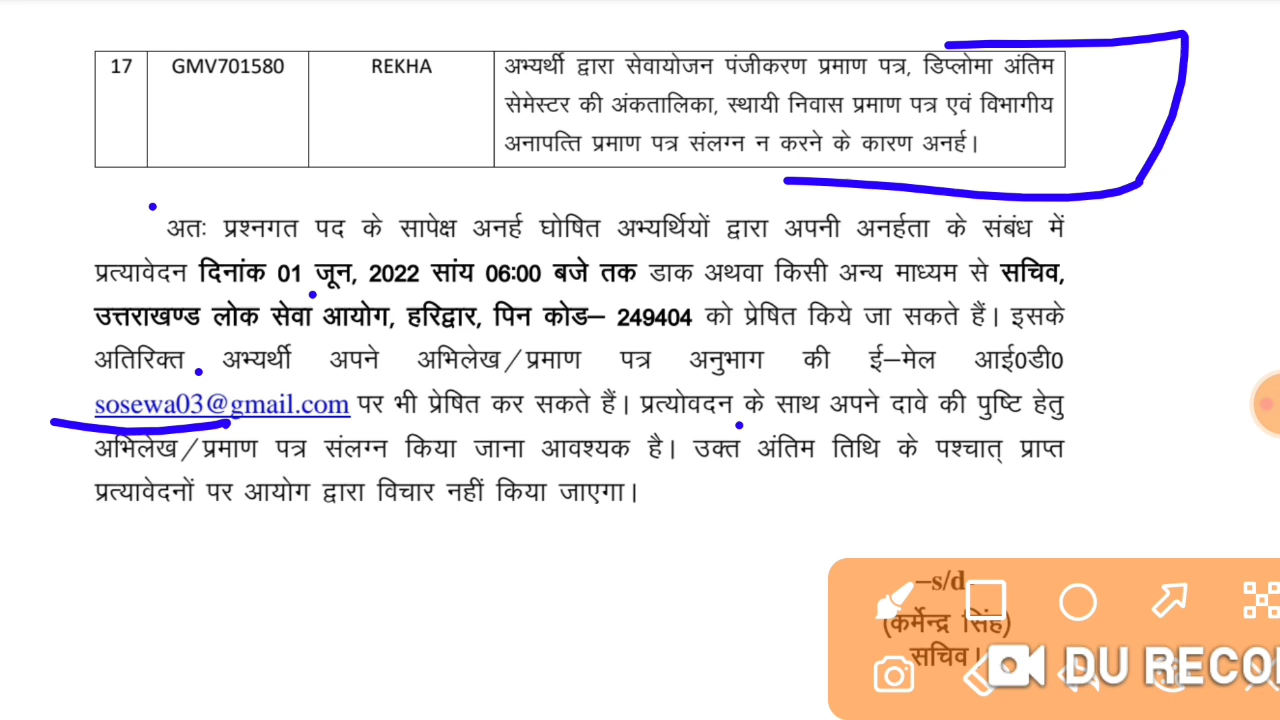 17 GMV701580 REKHA अभ्यर्थी द्वारा सेवायोजन पंजीकरण प्रमाण पत्र, डिप्लोमा अंतिम
सेमेस्टर की अंकतालिका, स्थायी निवास प्रमाण पत्र एवं विभागीय
अनापत्ति प्रमाण पत्र संलग्न न करने के कारण अनर्ह।
अतः प्रश्नगत पद के सापेक्ष अनर्ह घोषित अभ्यर्थियों द्वारा अपनी अनर्हता के संबंध में
प्रत्यावेदन दिनांक 01 जून, 2022 सांय 06:00 बजे तक डाक अथवा किसी अन्य माध्यम से सचिव,
उत्तराखण्ड लोक सेवा आयोग, हरिद्वार, पिन कोड– 249404 को प्रेषित किये जा सकते हैं। इसके
अतिरिक्त अभ्यर्थी अपने अभिलेख/प्रमाण पत्र अनुभाग की ई–मेल आई0डी0
sosewa03@gmail.com पर भी प्रेषित कर सकते हैं। प्रत्योवदन के साथ अपने दावे की पुष्टि हेतु
अभिलेख/प्रमाण पत्र संलग्न किया जाना आवश्यक है। उक्त अंतिम तिथि के पश्चात् प्राप्त
प्रत्यावेदनों पर आयोग द्वारा विचार नहीं किया जाएगा।
–s/d
(कर्मेन्द्र सिंह)
सचिव।
DU RECO